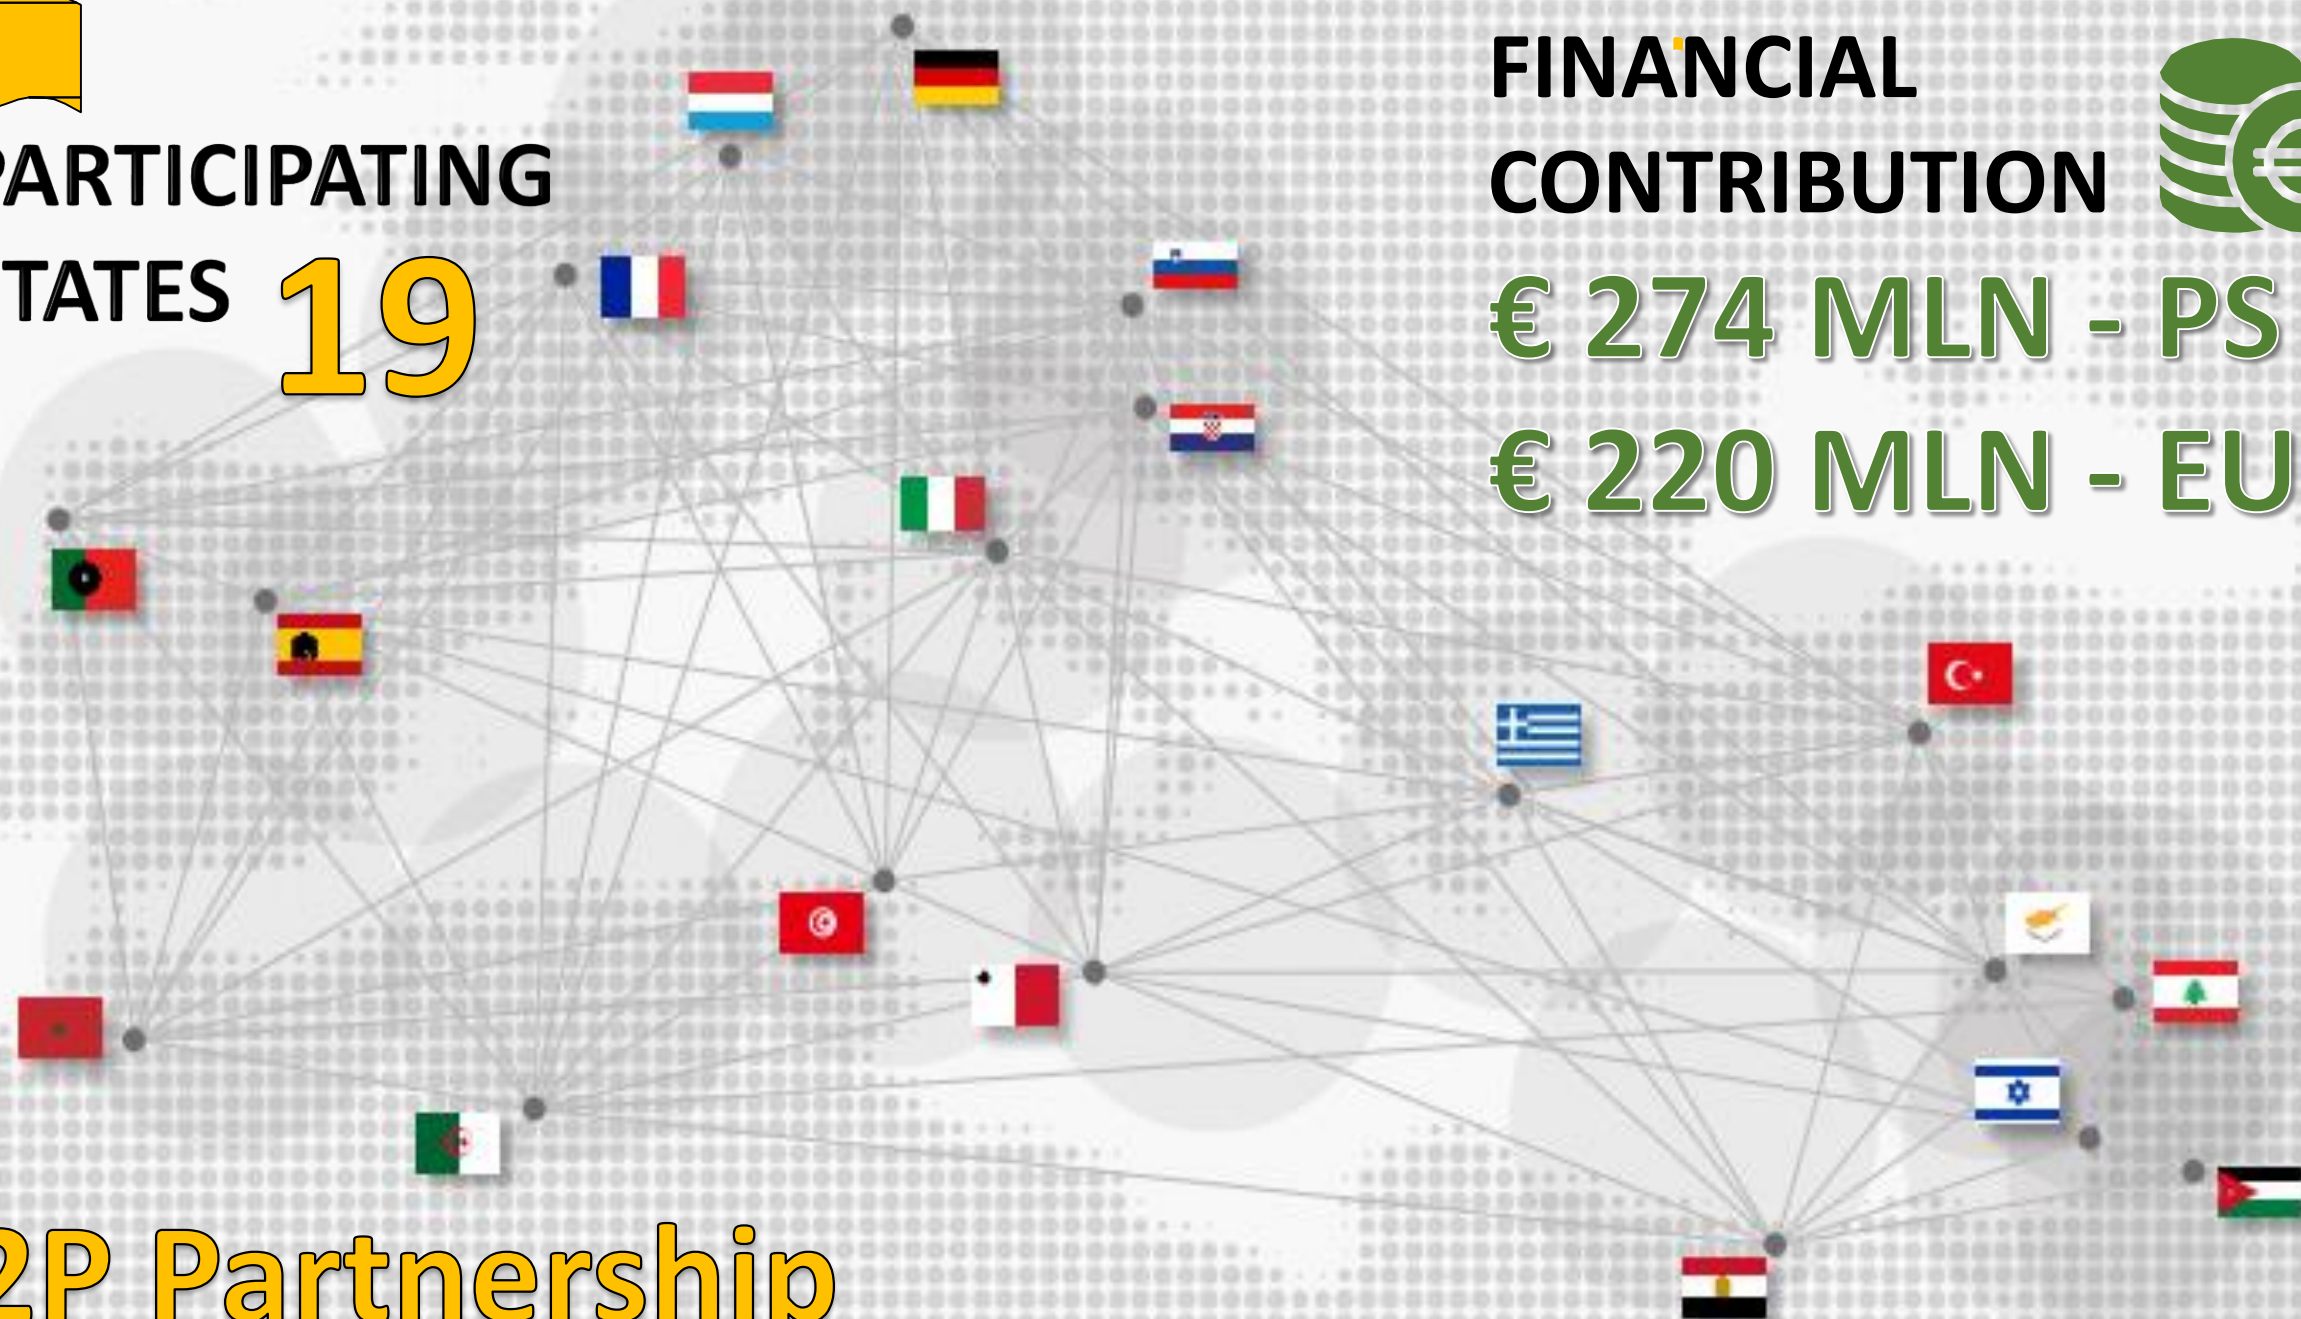 PARTICIPATING
TATES 19
FINANCIAL
CONTRIBUTION
€ 274 MLN - PS
€ 220 MLN - EU
2P Partnership